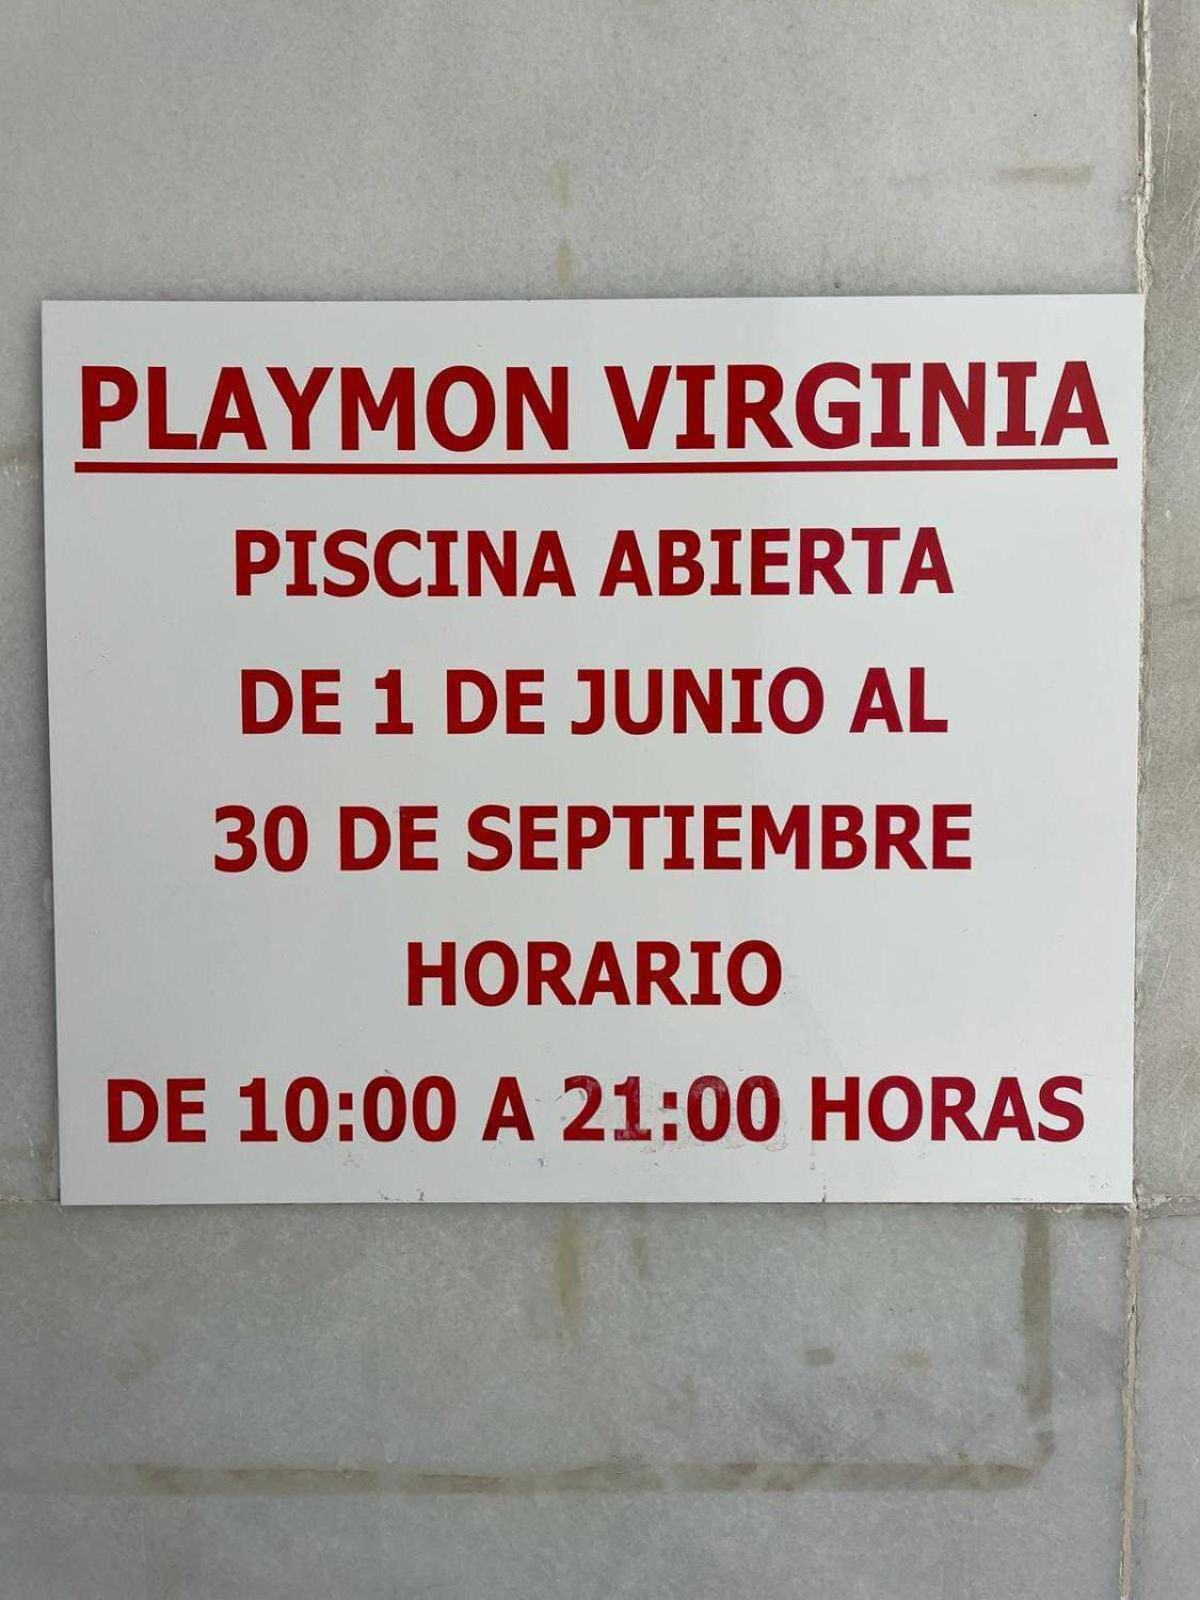 PLAYMON VIRGINIA
PISCINA ABIERTA
DE 1 DE JUNIO AL
30 DE SEPTIEMBRE
HORARIO
DE 10:00 A 21:00 HORAS